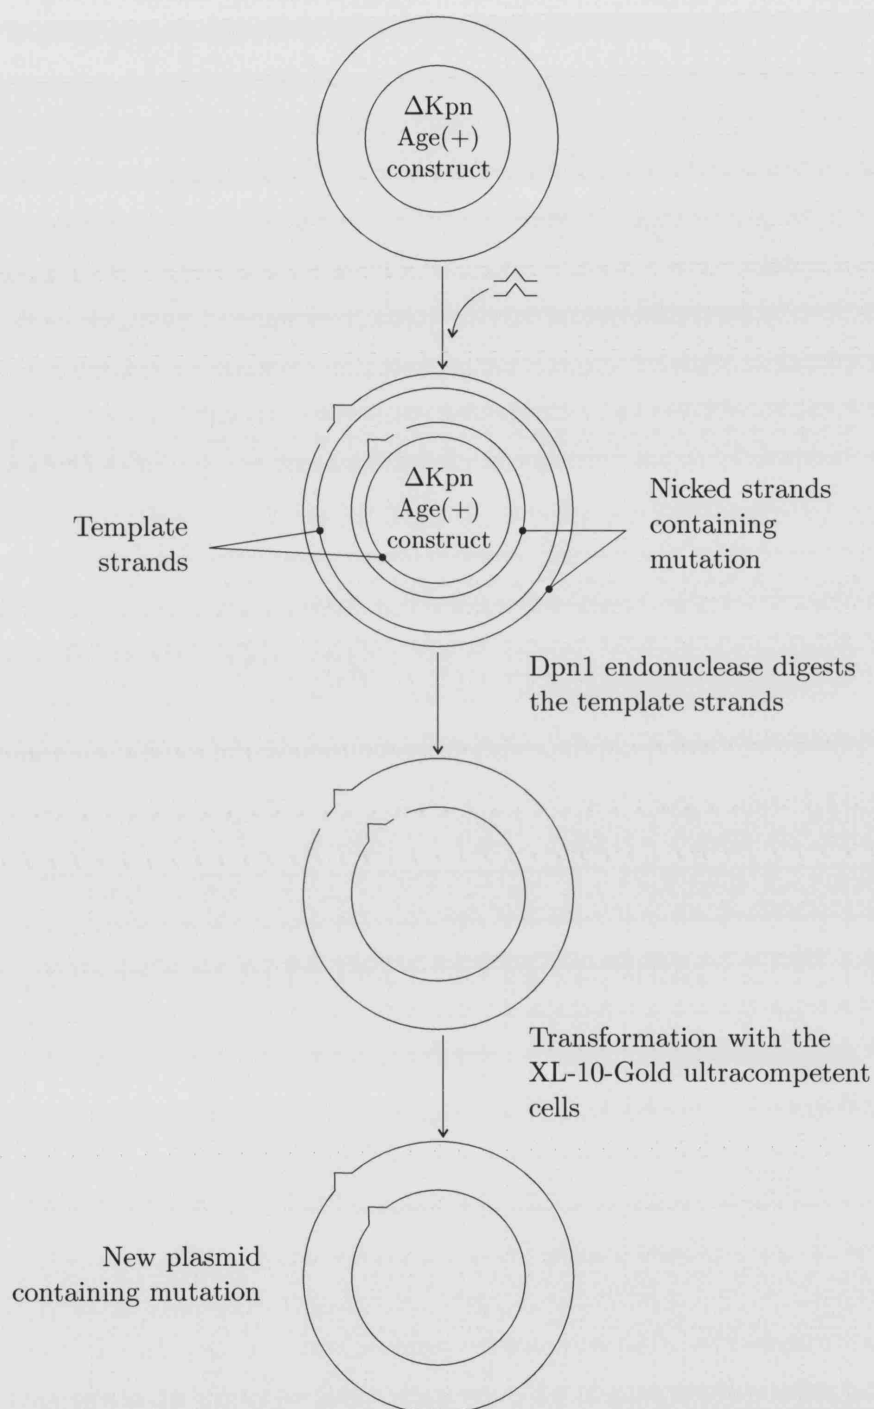 ΔKpn
Age(+)
construct
ΔKpn
Age(+)
construct
Template
strands
Nicked strands
containing
mutation
Dpn1 endonuclease digests
the template strands
Transformation with the
XL-10-Gold ultracompetent
cells
New plasmid
containing mutation